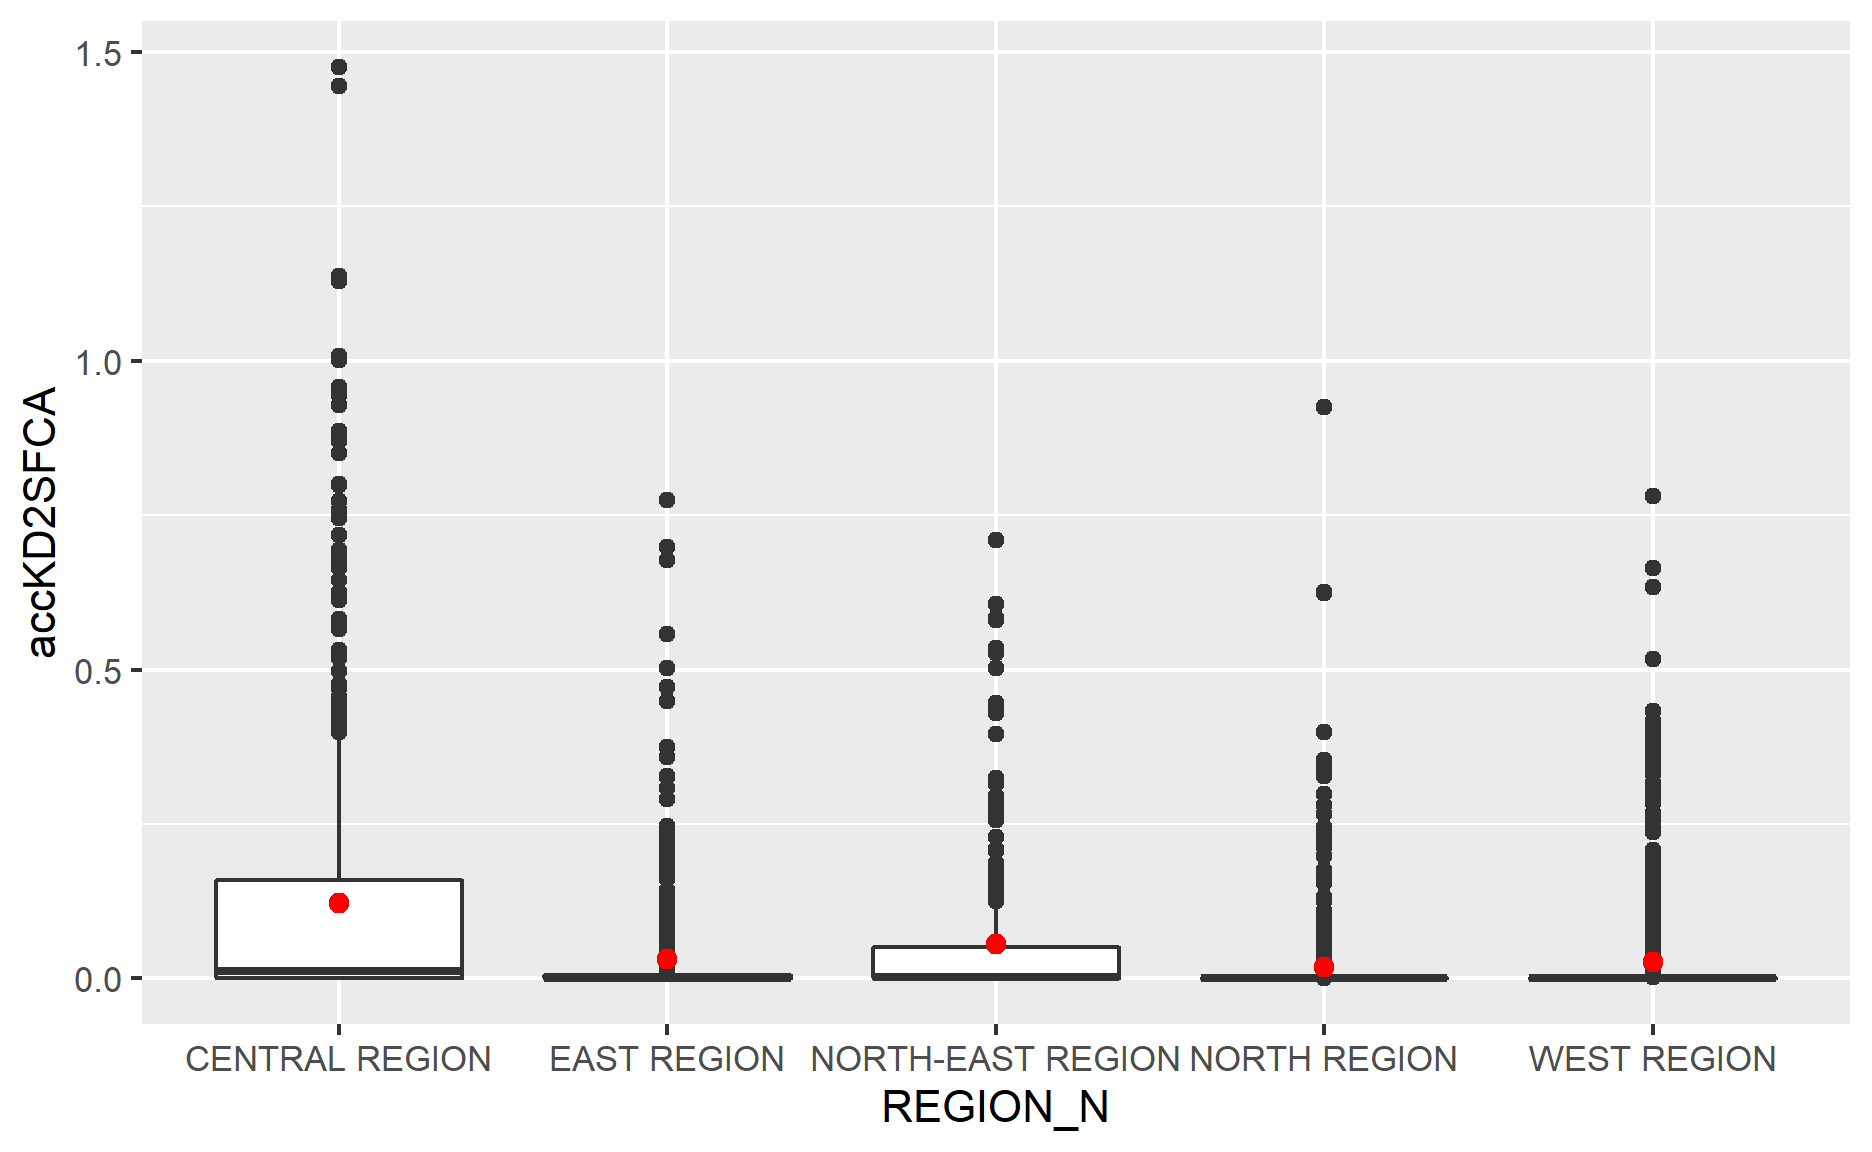 1.5
1.0
0.5
0.0
accKD2SFCA
CENTRAL REGION EAST REGION NORTH-EAST REGION NORTH REGION WEST REGION
REGION_N